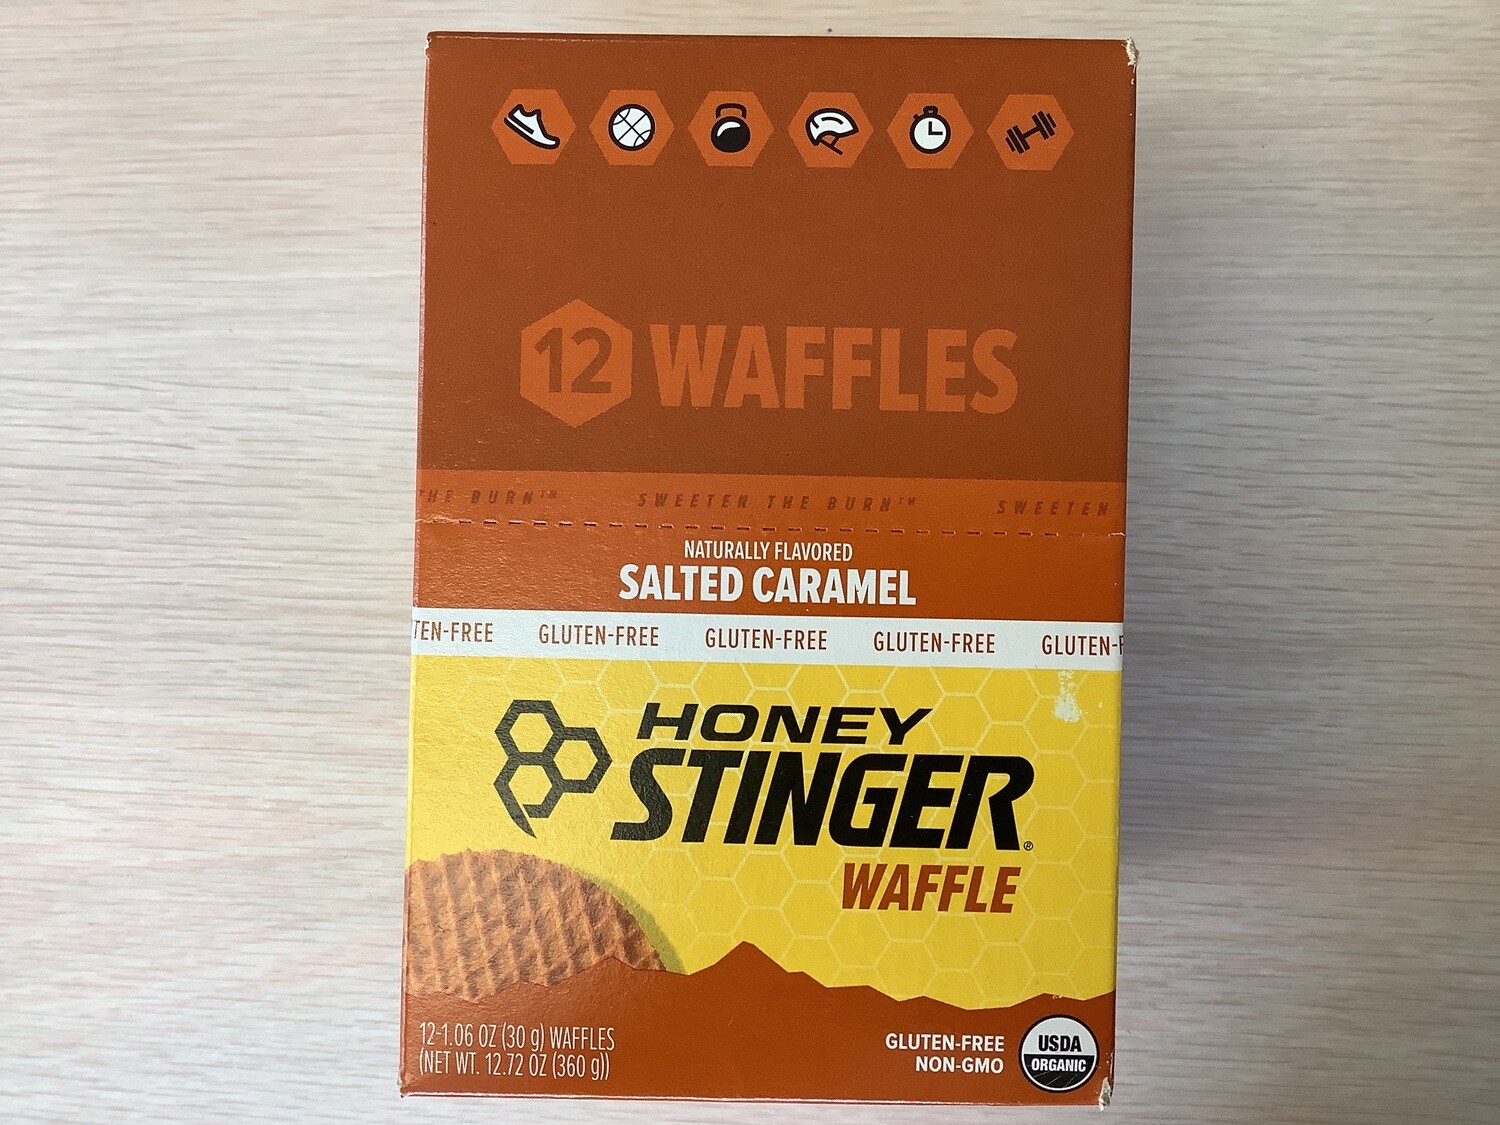 12 WAFFLES
THE BURN™ SWEETEN THE BURN™ SWEETEN
NATURALLY FLAVORED
SALTED CARAMEL
TEN-FREE GLUTEN-FREE GLUTEN-FREE GLUTEN-FREE GLUTEN-F
HONEY
STINGER®
WAFFLE
12-1.06 OZ (30 g) WAFFLES
(NET WT. 12.72 OZ (360 g))
GLUTEN-FREE
NON-GMO
USDA
ORGANIC